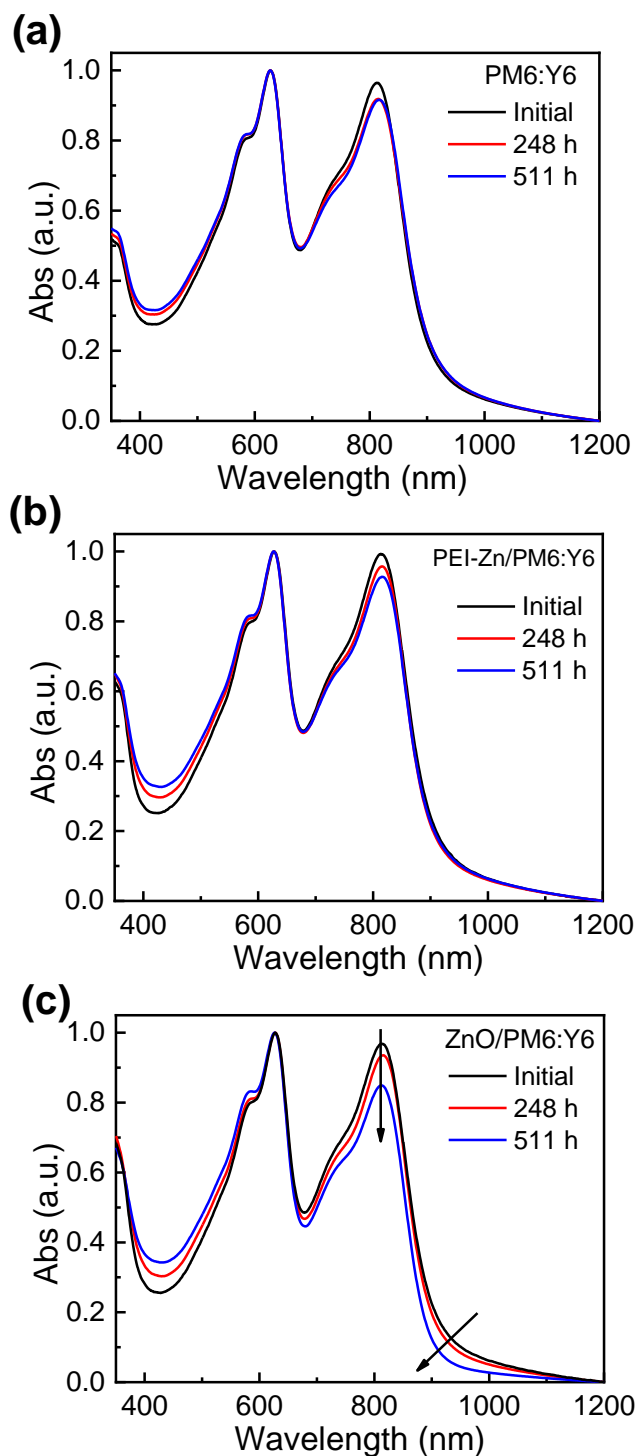 (a)
PM6:Y6
Initial
248 h
511 h
Abs (a.u.)
1.0
0.8
0.6
0.4
0.2
0.0
400 600 800 1000 1200
Wavelength (nm)
(b)
PEI-Zn/PM6:Y6
Initial
248 h
511 h
Abs (a.u.)
1.0
0.8
0.6
0.4
0.2
0.0
400 600 800 1000 1200
Wavelength (nm)
(c)
ZnO/PM6:Y6
Initial
248 h
511 h
Abs (a.u.)
1.0
0.8
0.6
0.4
0.2
0.0
400 600 800 1000 1200
Wavelength (nm)